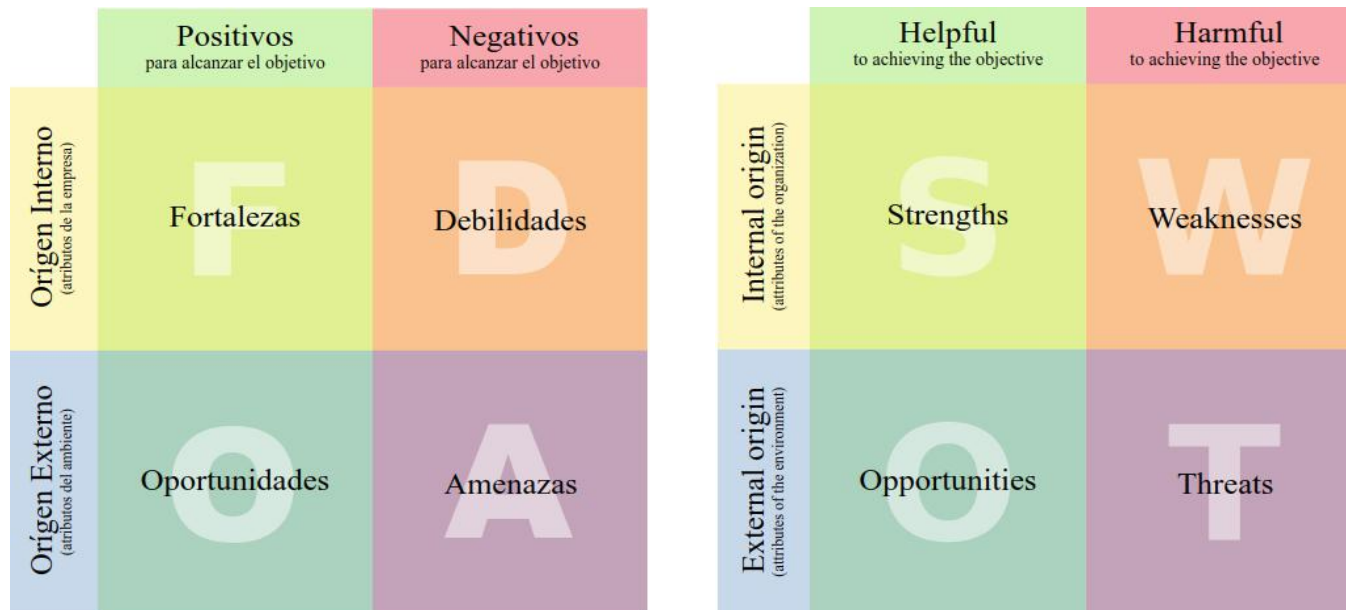 Positivos
para alcanzar el objetivo
Negativos
para alcanzar el objetivo
Orígen Interno
(atributos de la empresa)
F
Fortalezas
D
Debilidades
Orígen Externo
(atributos del ambiente)
O
Oportunidades
A
Amenazas
Helpful
to achieving the objective
Harmful
to achieving the objective
Internal origin
(attributes of the organization)
S
Strengths
W
Weaknesses
External origin
(attributes of the environment)
O
Opportunities
T
Threats